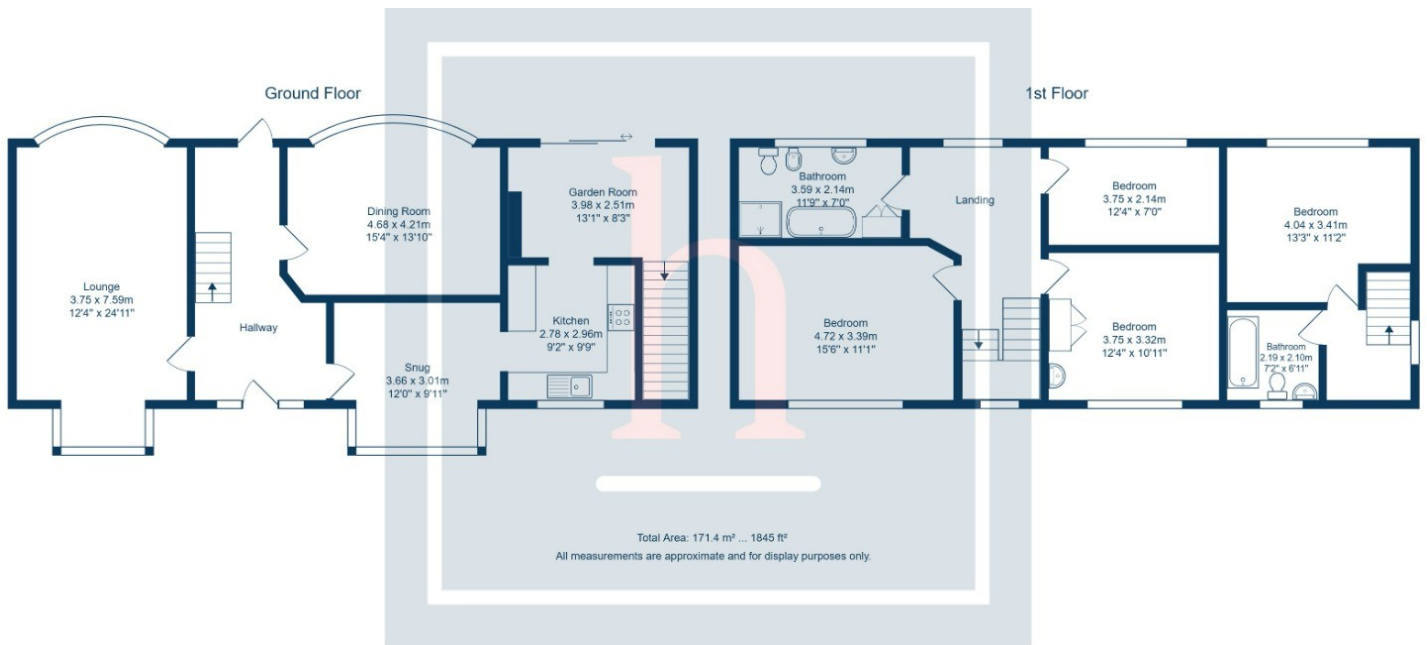 Ground Floor
1st Floor
Lounge
3.75 x 7.59m
12'4" x 24'11"
Hallway
Dining Room
4.68 x 4.21m
15'4" x 13'10"
Snug
3.66 x 3.01m
12'0" x 9'11"
Garden Room
3.98 x 2.51m
13'1" x 8'3"
Kitchen
2.78 x 2.96m
9'2" x 9'9"
Bathroom
3.59 x 2.14m
11'9" x 7'0"
Landing
Bedroom
3.75 x 2.14m
12'4" x 7'0"
Bedroom
4.04 x 3.41m
13'3" x 11'2"
Bedroom
4.72 x 3.39m
15'6" x 11'1"
Bedroom
3.75 x 3.32m
12'4" x 10'11"
Bathroom
2.19 x 2.10m
7'2" x 6'11"
h
Total Area: 171.4 m² ... 1845 ft²
All measurements are approximate and for display purposes only.